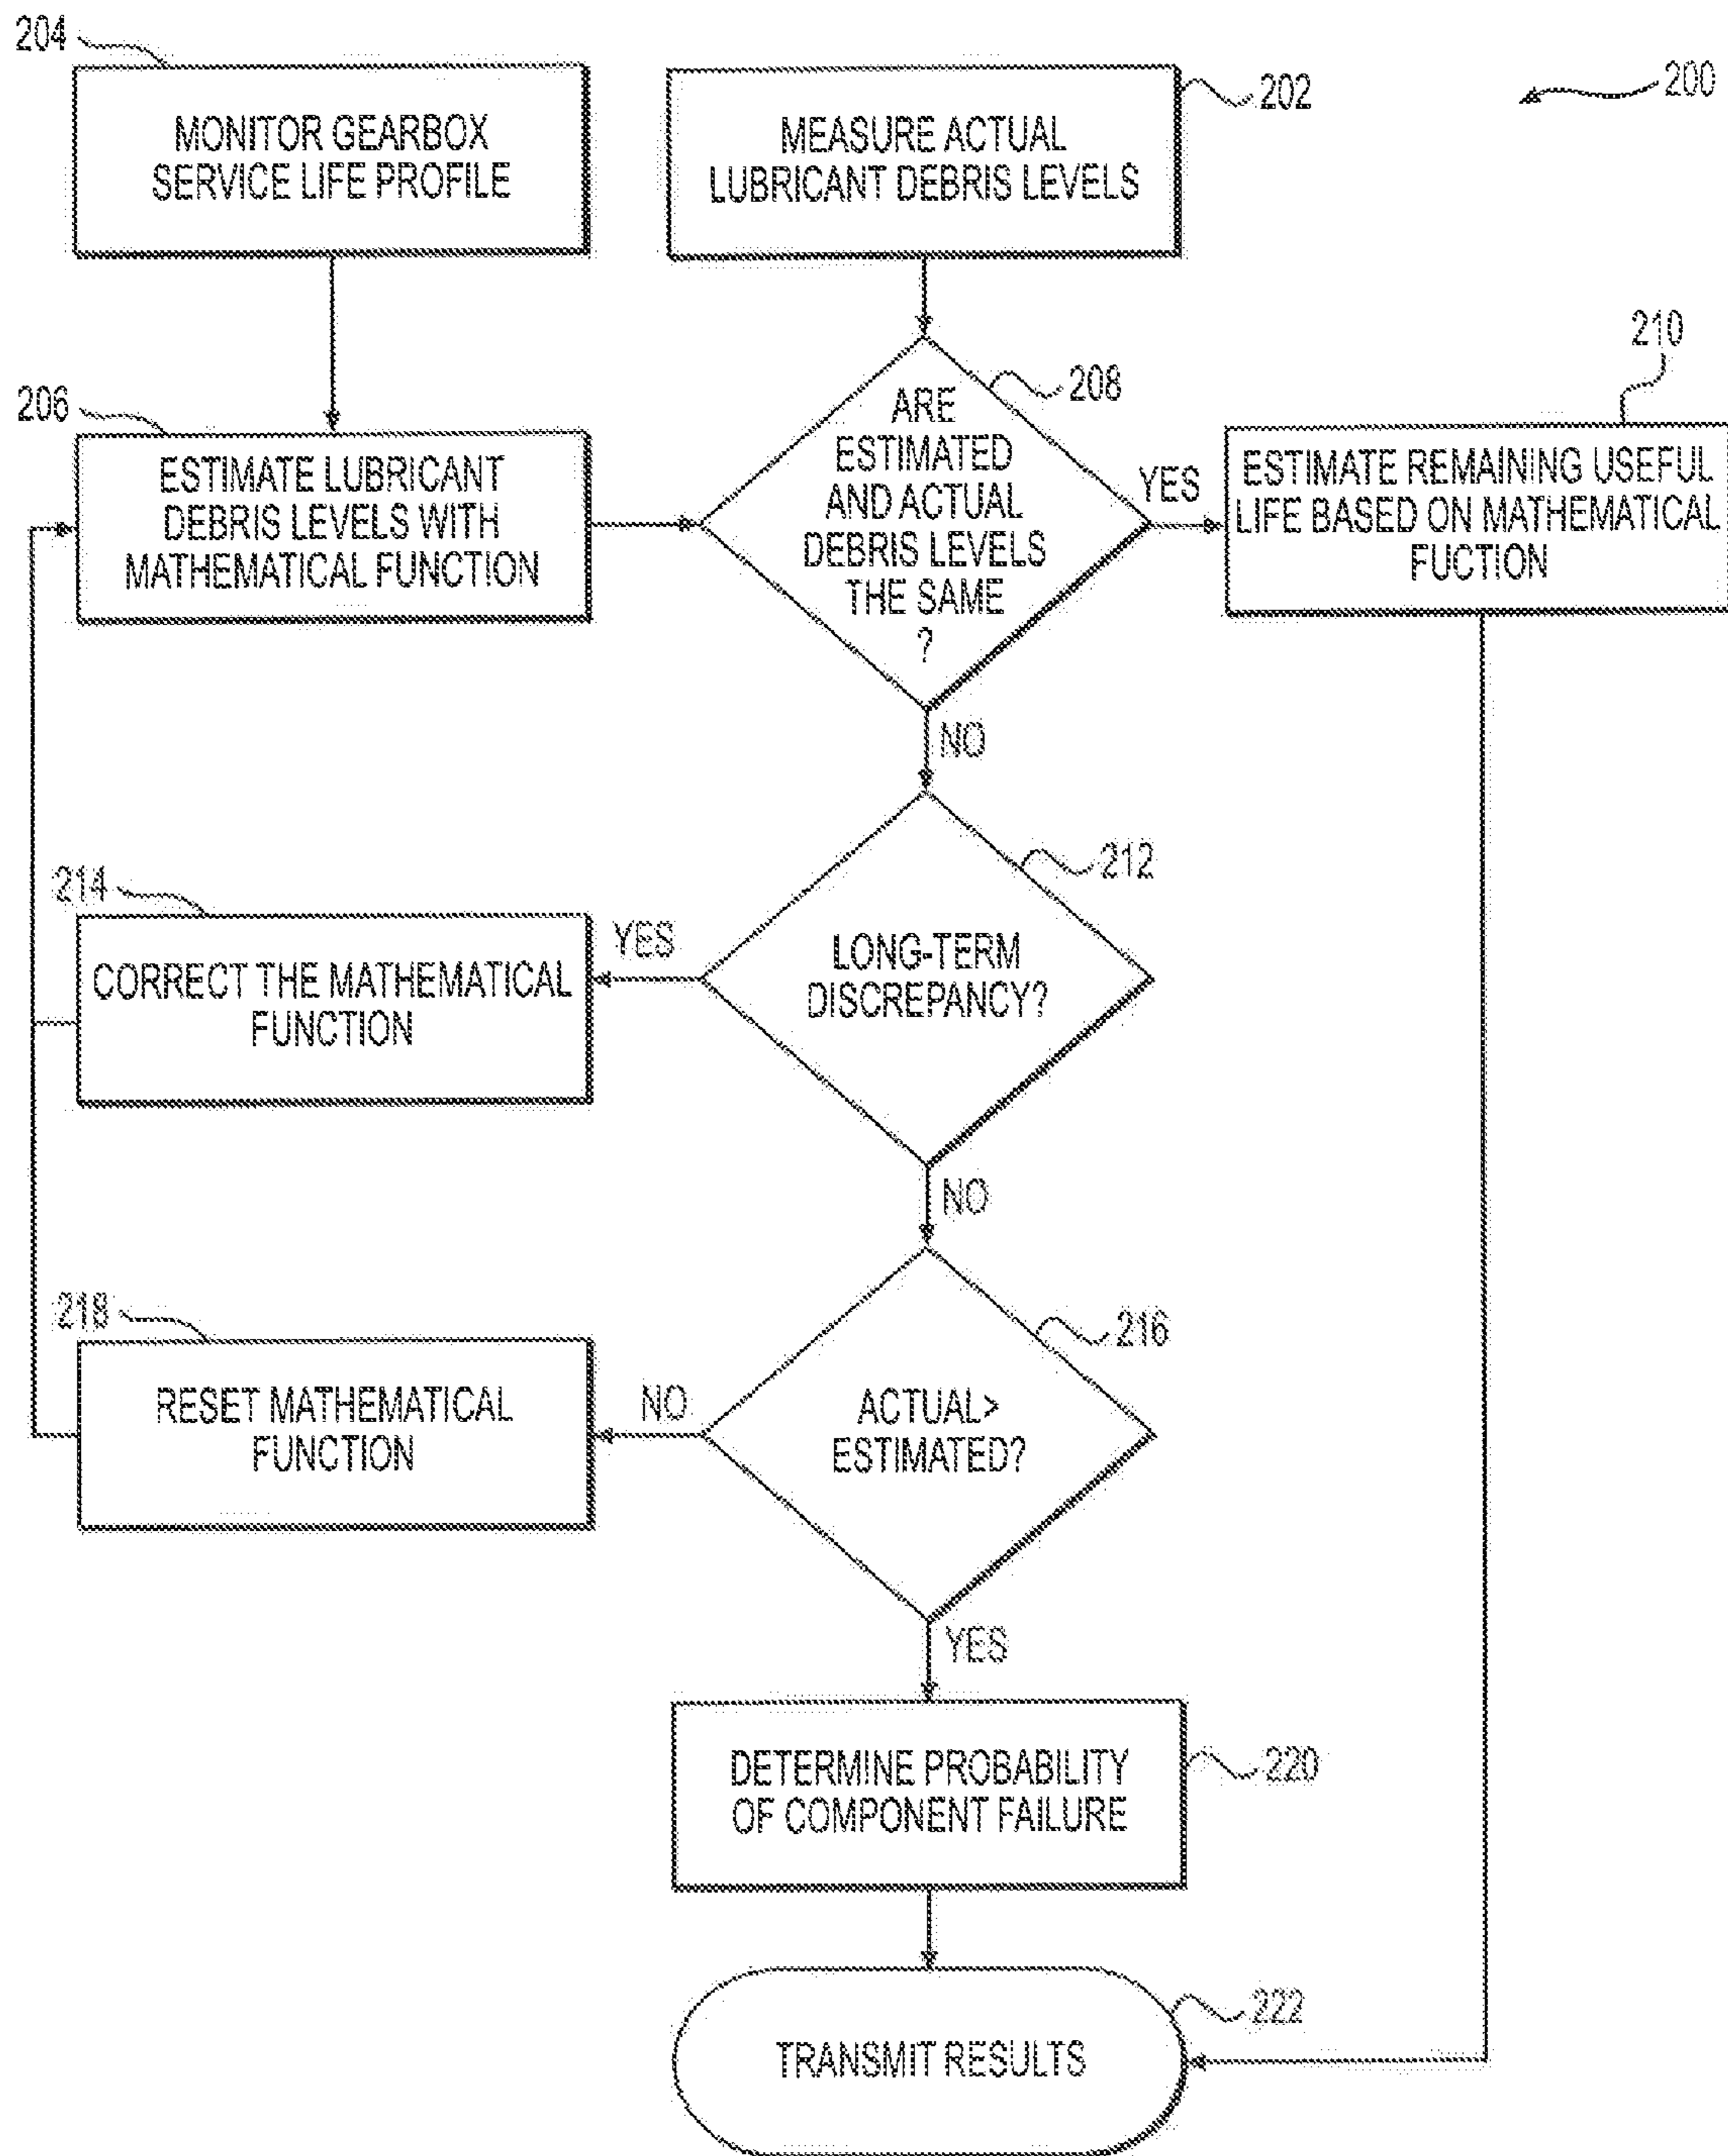 204
MONITOR GEARBOX
SERVICE LIFE PROFILE
MEASURE ACTUAL
LUBRICANT DEBRIS LEVELS
202
200
206
ESTIMATE LUBRICANT
DEBRIS LEVELS WITH
MATHEMATICAL FUNCTION
208
ARE
ESTIMATED
AND ACTUAL
DEBRIS LEVELS
THE SAME
?
YES
210
ESTIMATE REMAINING USEFUL
LIFE BASED ON MATHEMATICAL
FUCTION
NO
212
LONG-TERM
DISCREPANCY?
YES
214
CORRECT THE MATHEMATICAL
FUNCTION
NO
216
ACTUAL>
ESTIMATED?
NO
218
RESET MATHEMATICAL
FUNCTION
YES
DETERMINE PROBABILITY
OF COMPONENT FAILURE
220
TRANSMIT RESULTS
222